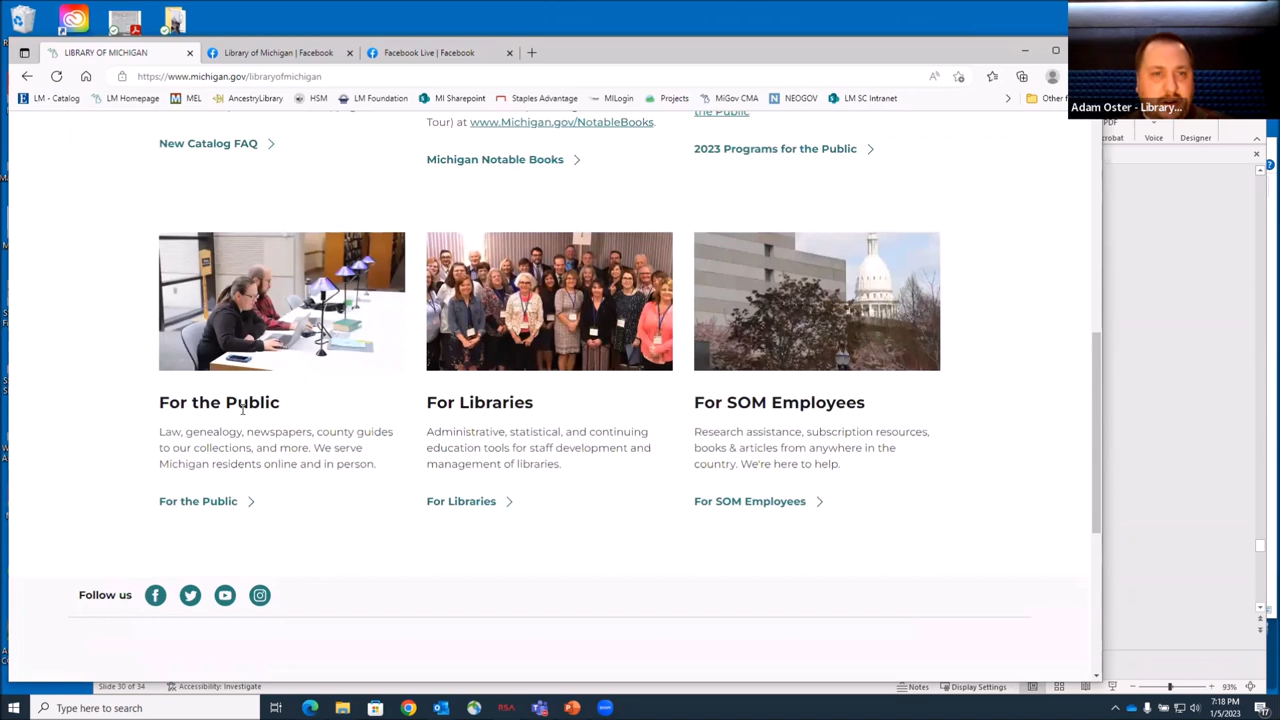 LIBRARY OF MICHIGAN
Library of Michigan | Facebook
Facebook Live | Facebook
https://www.michigan.gov/libraryofmichigan
LM - Catalog
LM Homepage
MEL
AncestryLibrary
HSM
LM Foundation
MI Sharepoint
Staples Advantage
MILogin
Projects
MiGov CMA
NEOGOV
LM SC Intranet
Adam Oster - Library...
Voice
Designer
Tour) at www.Michigan.gov/NotableBooks.
the Public
New Catalog FAQ
Michigan Notable Books
2023 Programs for the Public
For the Public
Law, genealogy, newspapers, county guides
to our collections, and more. We serve
Michigan residents online and in person.
For the Public
For Libraries
Administrative, statistical, and continuing
education tools for staff development and
management of libraries.
For Libraries
For SOM Employees
Research assistance, subscription resources,
books & articles from anywhere in the
country. We're here to help.
For SOM Employees
Follow us
Slide 30 of 34
Accessibility: Investigate
Notes
Display Settings
93%
Type here to search
RSA
zoom
7:18 PM
1/5/2023
17